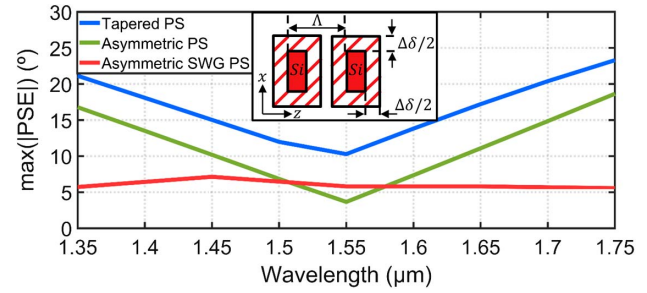 max(|PSE|) (º)
30
25
20
15
10
5
0
Tapered PS
Asymmetric PS
Asymmetric SWG PS
Λ
Δδ/2
Si
Si
Δδ/2
x
z
1.35
1.4
1.45
1.5
1.55
1.6
1.65
1.7
1.75
Wavelength (μm)